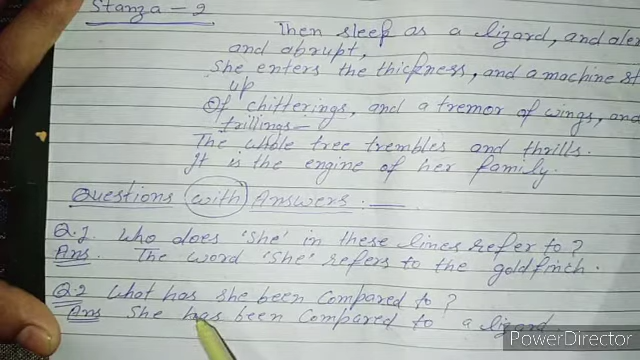 Stanza - 2
Then sleep as a lizard, and aler
and abrupt,
She enters the thickness, and a machine st
up
Of chitterings, and a tremor of wings, and
trillings—
The whole tree trembles and thrills.
It is the engine of her family.
Questions with Answers :—
Q.1 Who does 'she' in these lines refer to?
Ans. The word 'she' refers to the goldfinch.
Q.2 What has she been compared to?
Ans She has been compared to a lizard.
PowerDirector